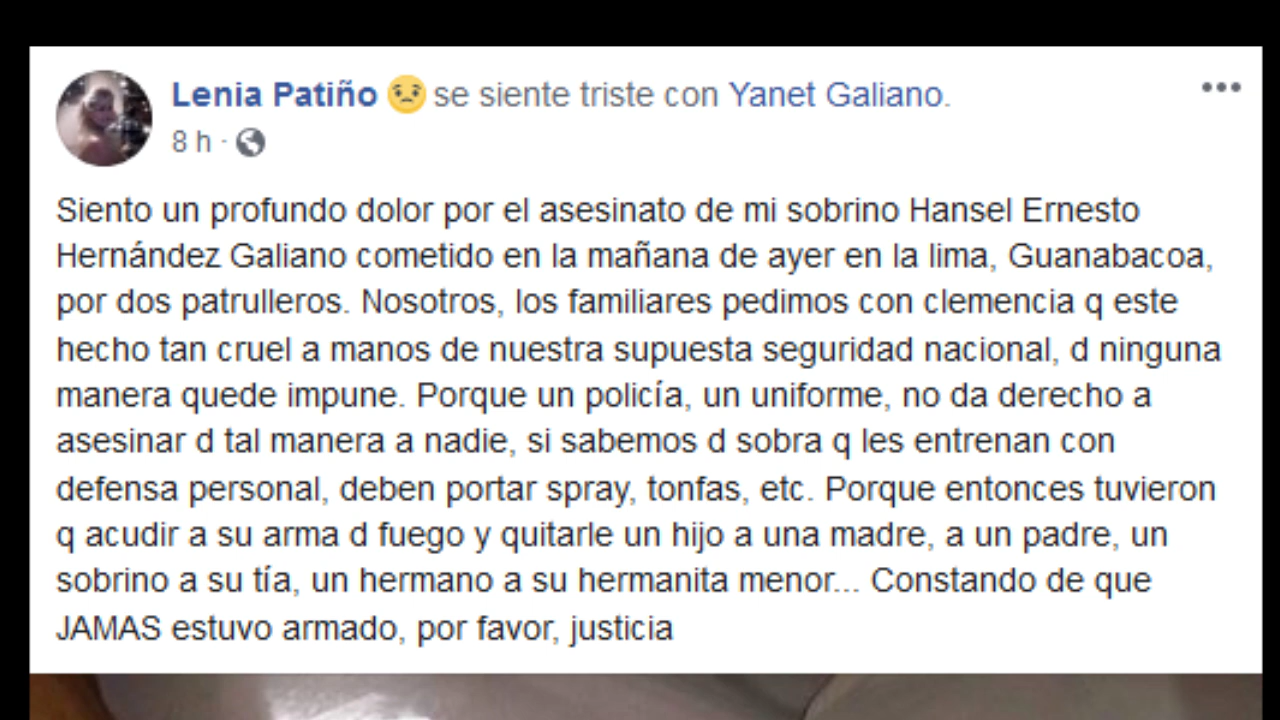 Lenia Patiño 😟 se siente triste con Yanet Galiano.
8 h ·
Siento un profundo dolor por el asesinato de mi sobrino Hansel Ernesto
Hernández Galiano cometido en la mañana de ayer en la lima, Guanabacoa,
por dos patrulleros. Nosotros, los familiares pedimos con clemencia q este
hecho tan cruel a manos de nuestra supuesta seguridad nacional, d ninguna
manera quede impune. Porque un policía, un uniforme, no da derecho a
asesinar d tal manera a nadie, si sabemos d sobra q les entrenan con
defensa personal, deben portar spray, tonfas, etc. Porque entonces tuvieron
q acudir a su arma d fuego y quitarle un hijo a una madre, a un padre, un
sobrino a su tía, un hermano a su hermanita menor... Constando de que
JAMAS estuvo armado, por favor, justicia